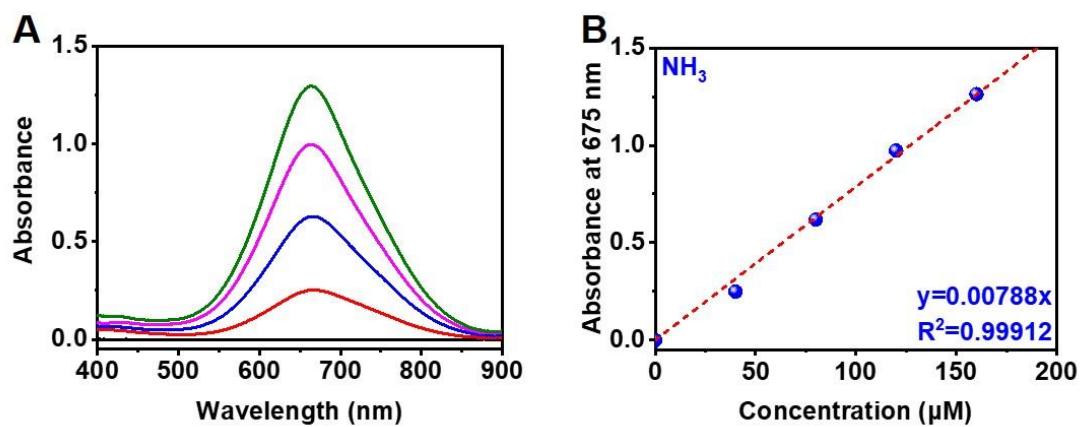 A
1.5
1.0
0.5
0.0
Absorbance
400 500 600 700 800 900
Wavelength (nm)
B
1.5
1.0
0.5
0.0
Absorbance at 675 nm
NH₃
y=0.00788x
R²=0.99912
0 50 100 150 200
Concentration (µM)